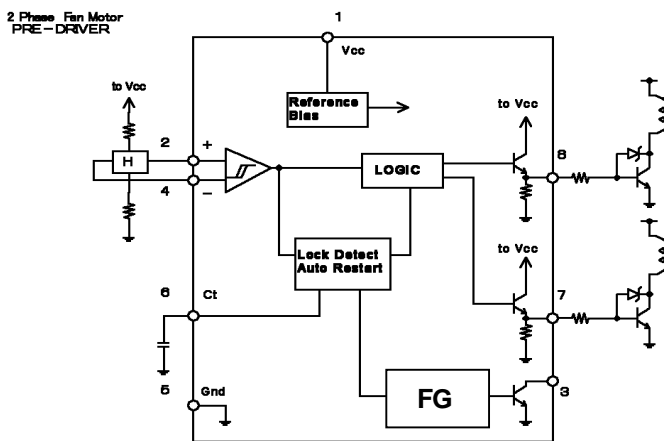 2 Phase Fan Motor
PRE-DRIVER
1
Vcc
to Vcc
Reference
Bias
to Vcc
2
+
H
LOGIC
8
4
-
Lock Detect
Auto Restart
to Vcc
6
Ct
7
5
Gnd
FG
3